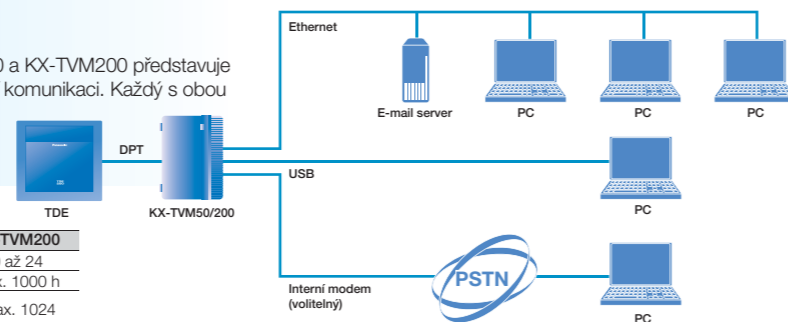 Ethernet
0 a KX-TVM200 představuje
komunikaci. Každý s obou
E-mail server
PC
PC
PC
DPT
USB
TDE
KX-TVM50/200
PC
TVM200
až 24
x. 1000 h
ax. 1024
Interní modem
(volitelný)
PSTN
PC